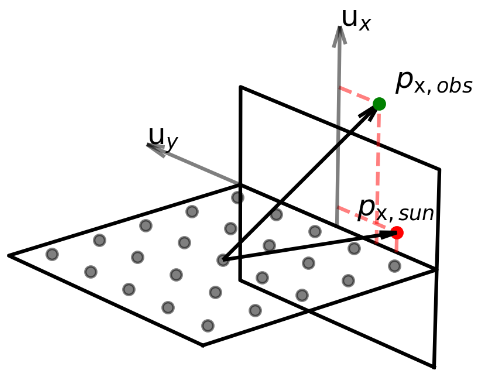 u_x
p_x, obs
u_y
p_x, sun